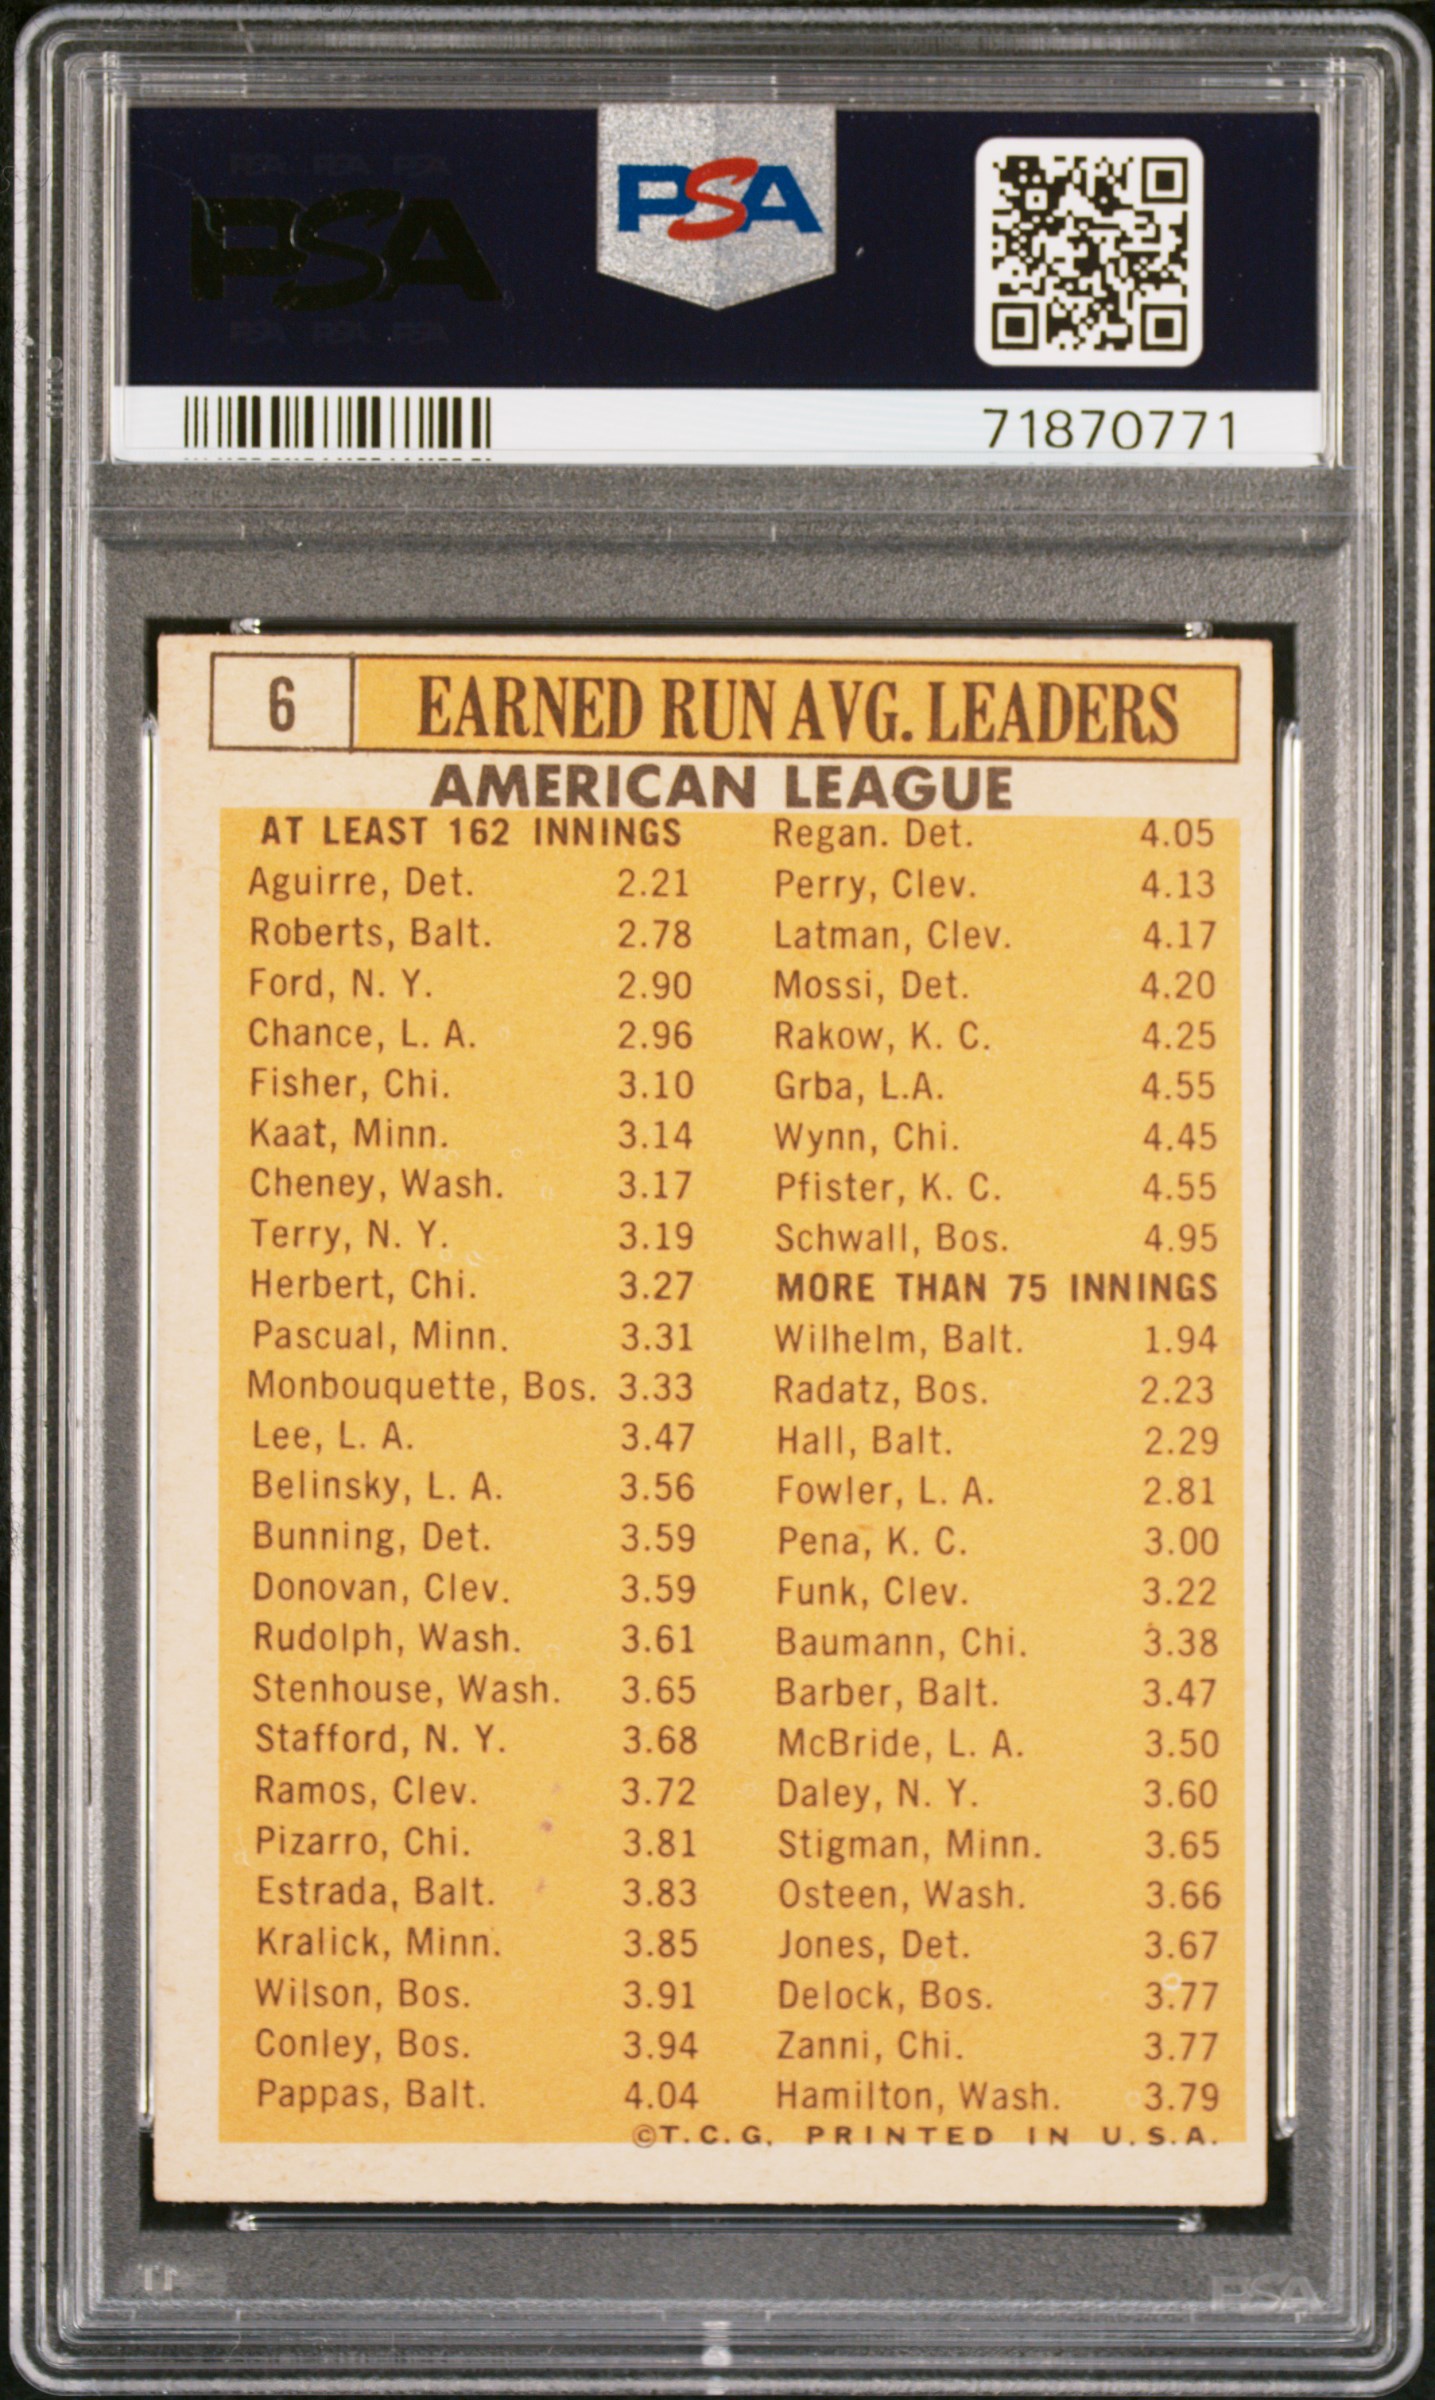 PSA PSA PSA
PSA
PSA PSA PSA
PSA
71870771
6 EARNED RUN AVG. LEADERS
AMERICAN LEAGUE
AT LEAST 162 INNINGS
Aguirre, Det. 2.21
Roberts, Balt. 2.78
Ford, N. Y. 2.90
Chance, L. A. 2.96
Fisher, Chi. 3.10
Kaat, Minn. 3.14
Cheney, Wash. 3.17
Terry, N. Y. 3.19
Herbert, Chi. 3.27
Pascual, Minn. 3.31
Monbouquette, Bos. 3.33
Lee, L. A. 3.47
Belinsky, L. A. 3.56
Bunning, Det. 3.59
Donovan, Clev. 3.59
Rudolph, Wash. 3.61
Stenhouse, Wash. 3.65
Stafford, N. Y. 3.68
Ramos, Clev. 3.72
Pizarro, Chi. 3.81
Estrada, Balt. 3.83
Kralick, Minn. 3.85
Wilson, Bos. 3.91
Conley, Bos. 3.94
Pappas, Balt. 4.04
Regan. Det. 4.05
Perry, Clev. 4.13
Latman, Clev. 4.17
Mossi, Det. 4.20
Rakow, K. C. 4.25
Grba, L.A. 4.55
Wynn, Chi. 4.45
Pfister, K. C. 4.55
Schwall, Bos. 4.95
MORE THAN 75 INNINGS
Wilhelm, Balt. 1.94
Radatz, Bos. 2.23
Hall, Balt. 2.29
Fowler, L. A. 2.81
Pena, K. C. 3.00
Funk, Clev. 3.22
Baumann, Chi. 3.38
Barber, Balt. 3.47
McBride, L. A. 3.50
Daley, N. Y. 3.60
Stigman, Minn. 3.65
Osteen, Wash. 3.66
Jones, Det. 3.67
Delock, Bos. 3.77
Zanni, Chi. 3.77
Hamilton, Wash. 3.79
©T.C.G. PRINTED IN U.S.A.
PSA